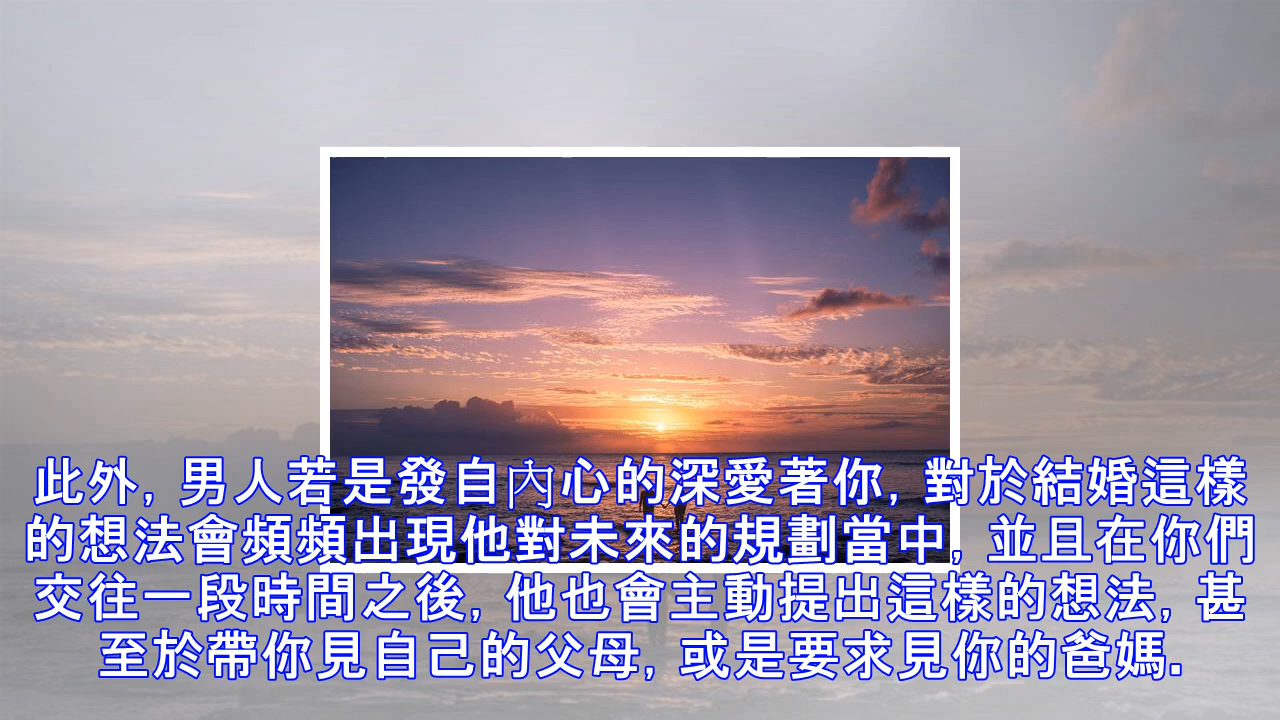 此外, 男人若是發自內心的深愛著你, 對於結婚這樣
的想法會頻頻出現他對未來的規劃當中, 並且在你們
交往一段時間之後, 他也會主動提出這樣的想法, 甚
至於帶你見自己的父母, 或是要求見你的爸媽.